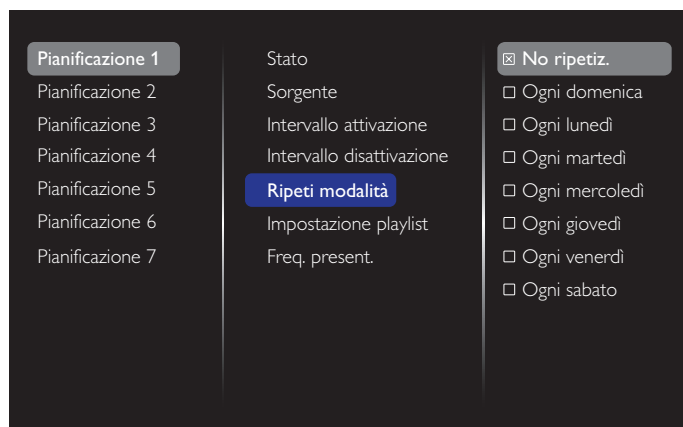 Pianificazione 1
Pianificazione 2
Pianificazione 3
Pianificazione 4
Pianificazione 5
Pianificazione 6
Pianificazione 7
Stato
Sorgente
Intervallo attivazione
Intervallo disattivazione
Ripeti modalità
Impostazione playlist
Freq. present.
No ripetiz.
Ogni domenica
Ogni lunedì
Ogni martedì
Ogni mercoledì
Ogni giovedì
Ogni venerdì
Ogni sabato